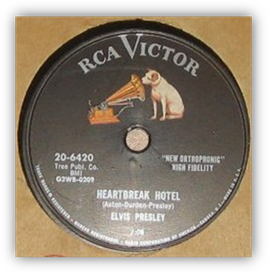 RCA VICTOR
20-6420
Tree Publ. Co.
BMI
G2WB-0209
"NEW ORTHOPHONIC"
HIGH FIDELITY
HEARTBREAK HOTEL
(Axton-Durden-Presley)
ELVIS PRESLEY